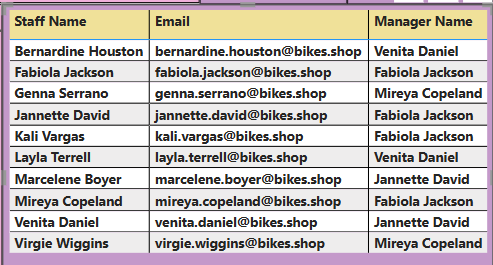 Staff Name Email Manager Name
Bernardine Houston bernardine.houston@bikes.shop Venita Daniel
Fabiola Jackson fabiola.jackson@bikes.shop Fabiola Jackson
Genna Serrano genna.serrano@bikes.shop Mireya Copeland
Jannette David jannette.david@bikes.shop Fabiola Jackson
Kali Vargas kali.vargas@bikes.shop Fabiola Jackson
Layla Terrell layla.terrell@bikes.shop Venita Daniel
Marcelene Boyer marcelene.boyer@bikes.shop Jannette David
Mireya Copeland mireya.copeland@bikes.shop Fabiola Jackson
Venita Daniel venita.daniel@bikes.shop Jannette David
Virgie Wiggins virgie.wiggins@bikes.shop Mireya Copeland